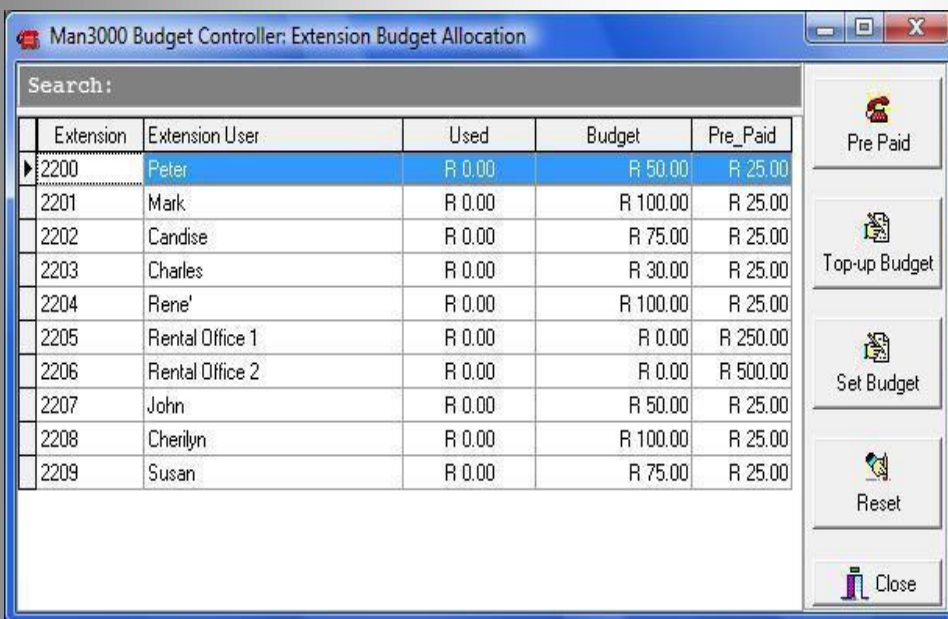 Man3000 Budget Controller: Extension Budget Allocation
Search:
Extension Extension User Used Budget Pre_Paid
2200 Peter R 0.00 R 50.00 R 25.00
2201 Mark R 0.00 R 100.00 R 25.00
2202 Candise R 0.00 R 75.00 R 25.00
2203 Charles R 0.00 R 30.00 R 25.00
2204 Rene' R 0.00 R 100.00 R 25.00
2205 Rental Office 1 R 0.00 R 0.00 R 250.00
2206 Rental Office 2 R 0.00 R 0.00 R 500.00
2207 John R 0.00 R 50.00 R 25.00
2208 Cherilyn R 0.00 R 100.00 R 25.00
2209 Susan R 0.00 R 75.00 R 25.00
Pre Paid
Top-up Budget
Set Budget
Reset
Close